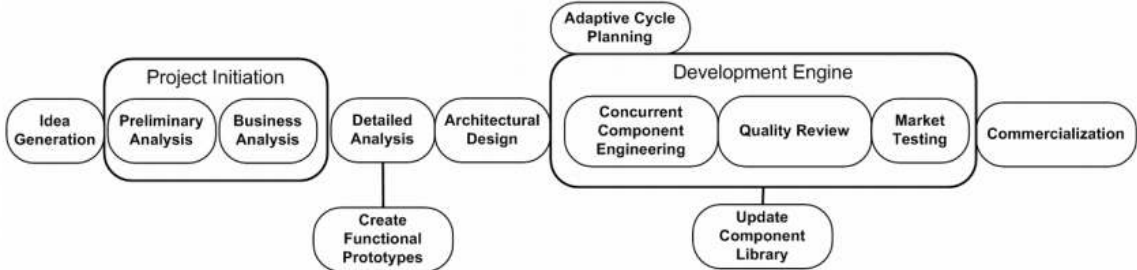 Adaptive Cycle
Planning
Project Initiation
Development Engine
Idea
Generation
Preliminary
Analysis
Business
Analysis
Detailed
Analysis
Architectural
Design
Concurrent
Component
Engineering
Quality Review
Market
Testing
Commercialization
Create
Functional
Prototypes
Update
Component
Library